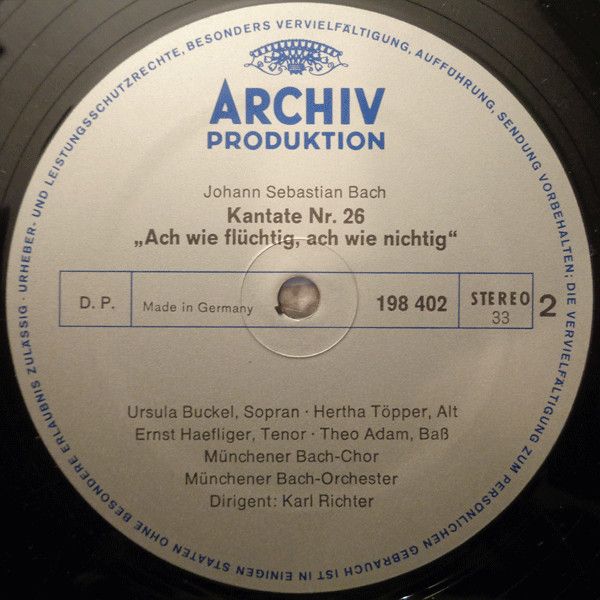 URHEBER- UND LEISTUNGSSCHUTZRECHTE, BESONDERS VERVIELFÄLTIGUNG, AUFFÜHRUNG, SENDUNG VORBEHALTEN; DIE VERVIELFÄLTIGUNG ZUM PERSÖNLICHEN GEBRAUCH IST IN EINIGEN STAATEN OHNE BESONDERE ERLAUBNIS ZULÄSSIG ·
ARCHIV
PRODUKTION
Johann Sebastian Bach
Kantate Nr. 26
„Ach wie flüchtig, ach wie nichtig“
D. P. Made in Germany 198 402 STEREO 2
33
Ursula Buckel, Sopran · Hertha Töpper, Alt
Ernst Haefliger, Tenor · Theo Adam, Baß
Münchener Bach-Chor
Münchener Bach-Orchester
Dirigent: Karl Richter